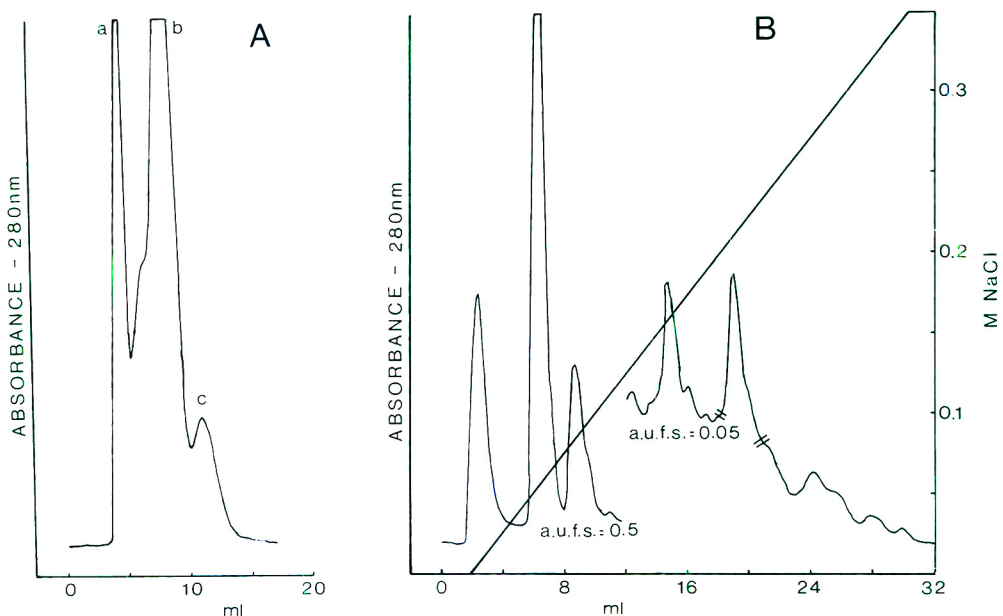 A
a
b
c
ABSORBANCE - 280nm
0
10
20
ml
B
ABSORBANCE - 280nm
a.u.f.s.=0.5
a.u.f.s.=0.05
0
8
16
24
32
ml
0.3
0.2
0.1
M NaCl